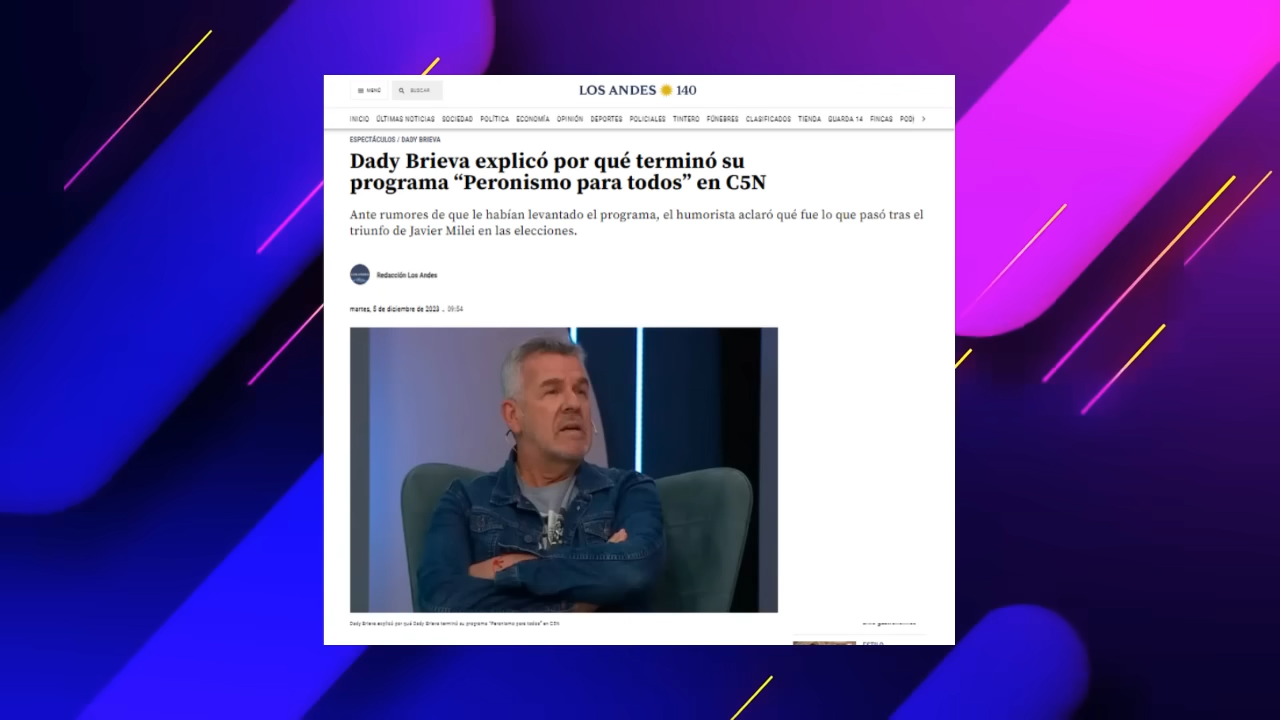 MENÚ
BUSCAR
LOS ANDES 140
INICIO ÚLTIMAS NOTICIAS SOCIEDAD POLÍTICA ECONOMÍA OPINIÓN DEPORTES POLICIALES TINTERO FÚNEBRES CLASIFICADOS TIENDA GUARDA 14 FINCAS
ESPECTÁCULOS / DADY BRIEVA
Dady Brieva explicó por qué terminó su
programa “Peronismo para todos” en C5N
Ante rumores de que le habían levantado el programa, el humorista aclaró qué fue lo que pasó tras el
triunfo de Javier Milei en las elecciones.
Redacción Los Andes
martes, 5 de diciembre de 2023 . 09:54
Dady Brieva explicó por qué Dady Brieva terminó su programa “Peronismo para todos” en C5N